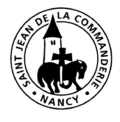 SAINT JEAN DE LA COMMANDERIE
NANCY